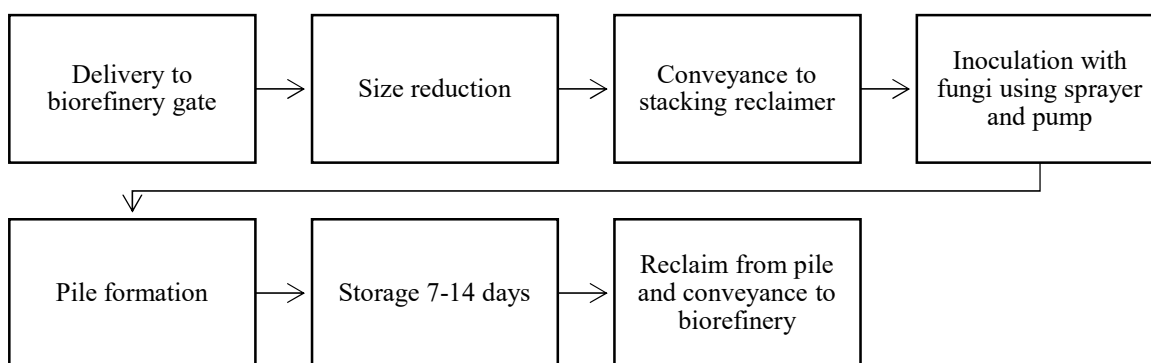 Delivery to
biorefinery gate
Size reduction
Conveyance to
stacking reclaimer
Inoculation with
fungi using sprayer
and pump
Pile formation
Storage 7-14 days
Reclaim from pile
and conveyance to
biorefinery